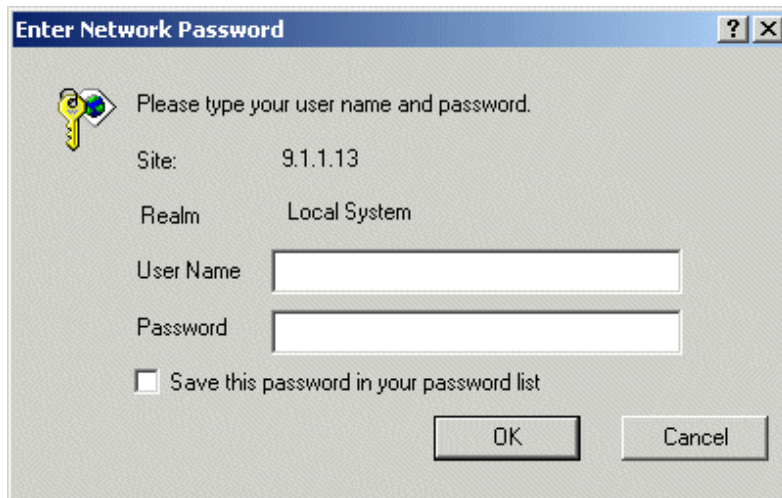 Enter Network Password
Please type your user name and password.
Site: 9.1.1.13
Realm Local System
User Name
Password
Save this password in your password list
OK Cancel